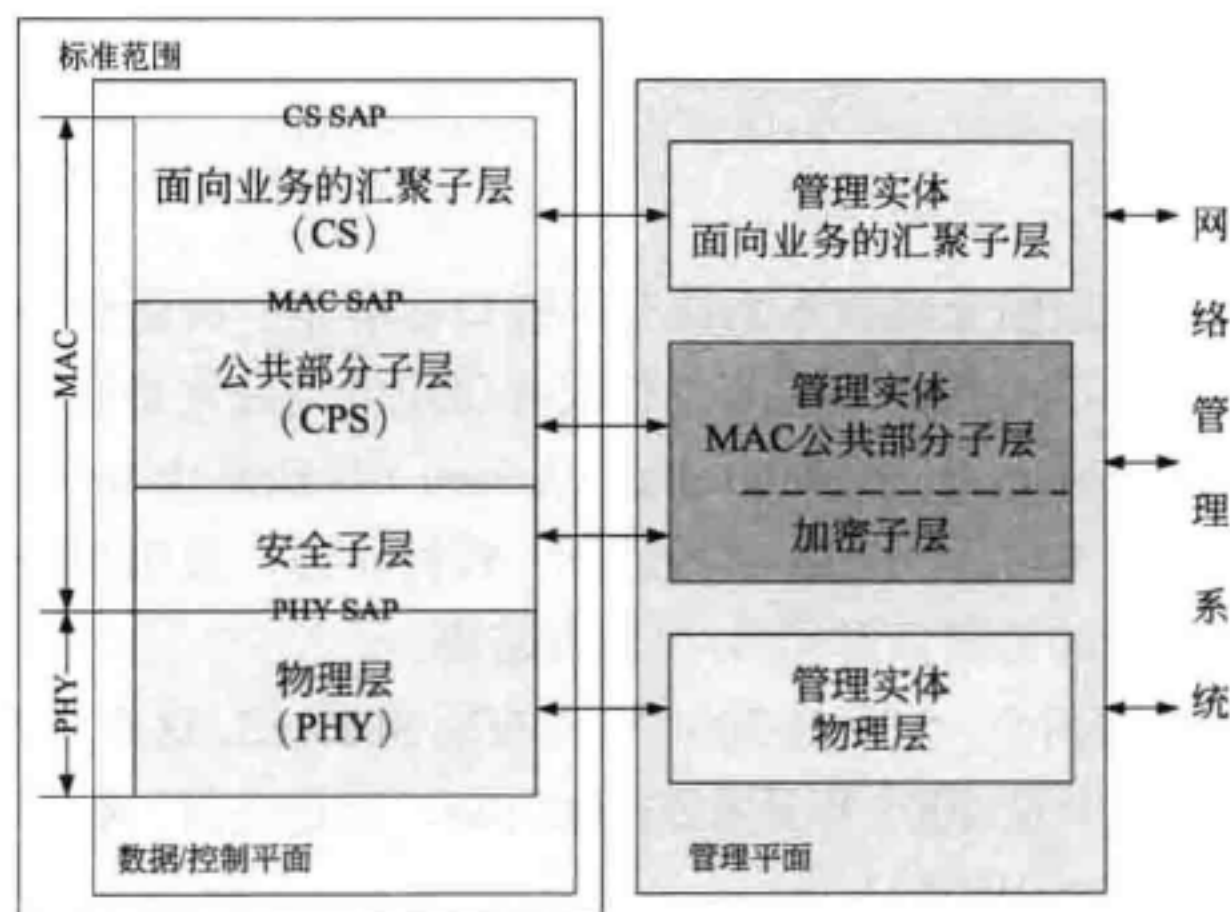 标准范围
CS SAP
面向业务的汇聚子层
(CS)
MAC SAP
公共部分子层
(CPS)
安全子层
PHY SAP
物理层
(PHY)
MAC
PHY
数据/控制平面
管理实体
面向业务的汇聚子层
管理实体
MAC公共部分子层
加密子层
管理实体
物理层
管理平面
网络管理系统